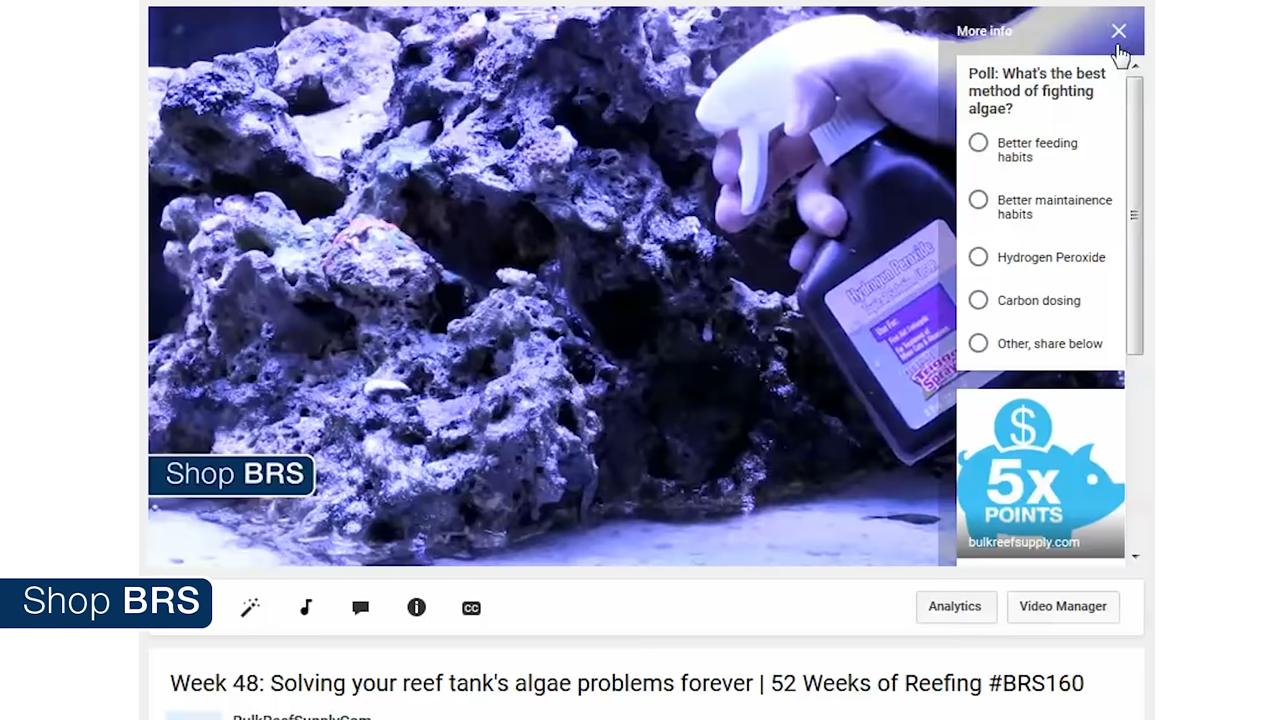 More info
Poll: What's the best
method of fighting
algae?
Better feeding
habits
Better maintainence
habits
Hydrogen Peroxide
Carbon dosing
Other, share below
Hydrogen Peroxide
$
5x
POINTS
bulkreefsupply.com
Shop BRS
Shop BRS
CC
Analytics
Video Manager
Week 48: Solving your reef tank's algae problems forever | 52 Weeks of Reefing #BRS160
BulkReefSupplyCom